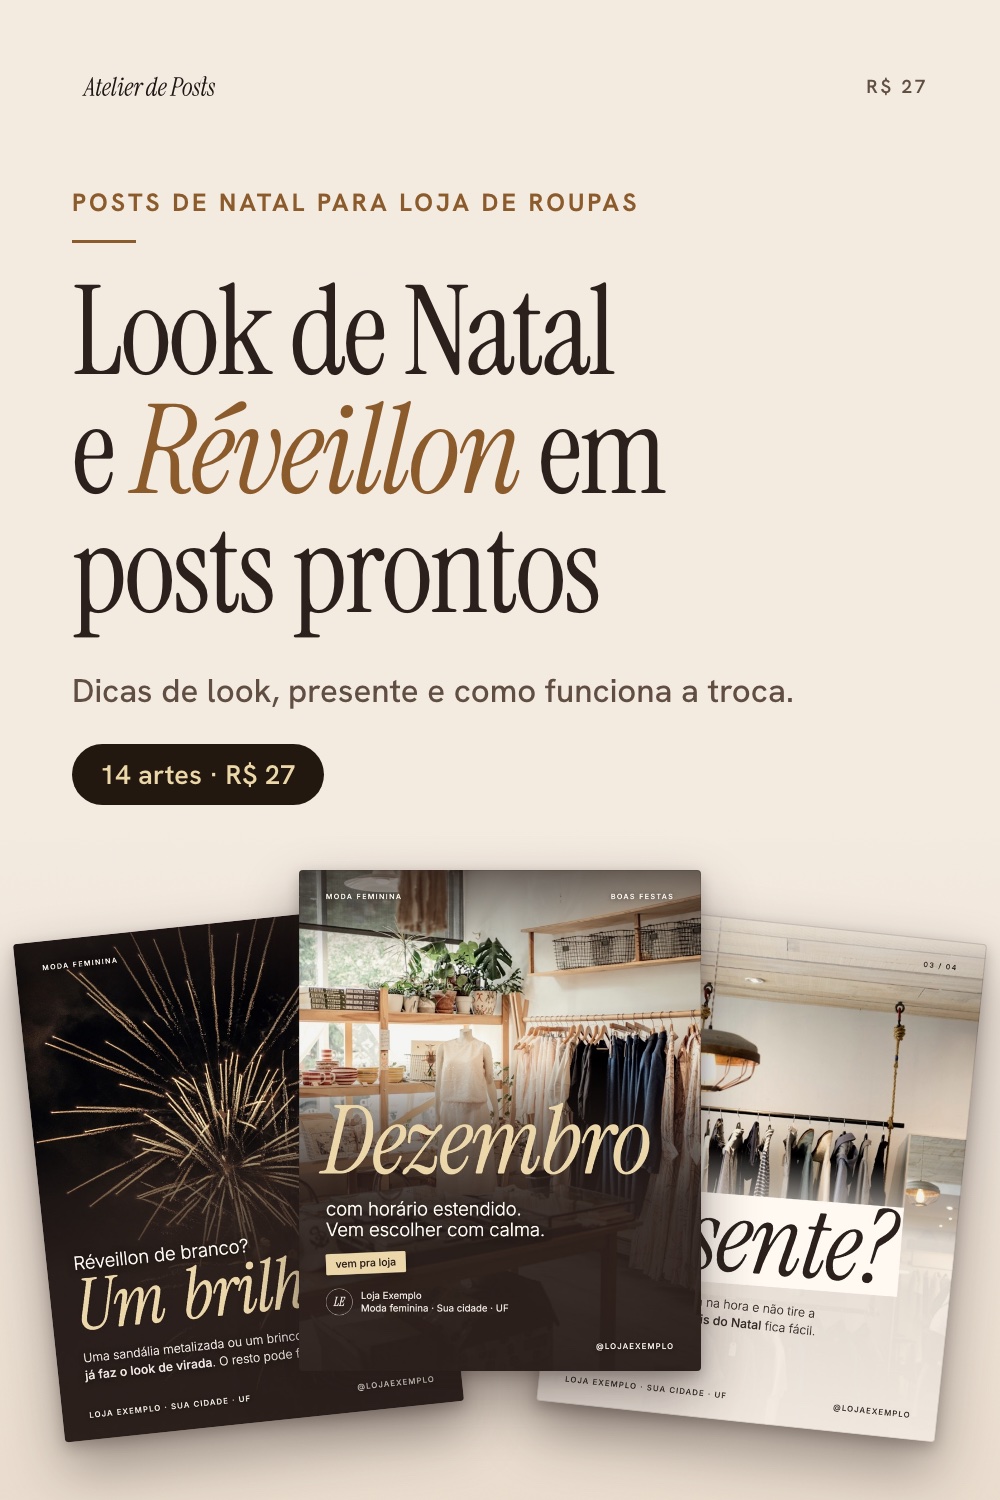 Atelier de Posts
R$ 27
POSTS DE NATAL PARA LOJA DE ROUPAS
Look de Natal
e Réveillon em
posts prontos
Dicas de look, presente e como funciona a troca.
14 artes · R$ 27
MODA FEMININA
Réveillon de branco?
Um brilh
Uma sandália metalizada ou um brinco
já faz o look de virada. O resto pode f
LOJA EXEMPLO · SUA CIDADE · UF
@LOJAEXEMPLO
MODA FEMININA
BOAS FESTAS
Dezembro
com horário estendido.
Vem escolher com calma.
vem pra loja
LE
Loja Exemplo
Moda feminina · Sua cidade · UF
@LOJAEXEMPLO
03 / 04
sente?
na hora e não tire a
is do Natal fica fácil.
LOJA EXEMPLO · SUA CIDADE · UF
@LOJAEXEMPLO